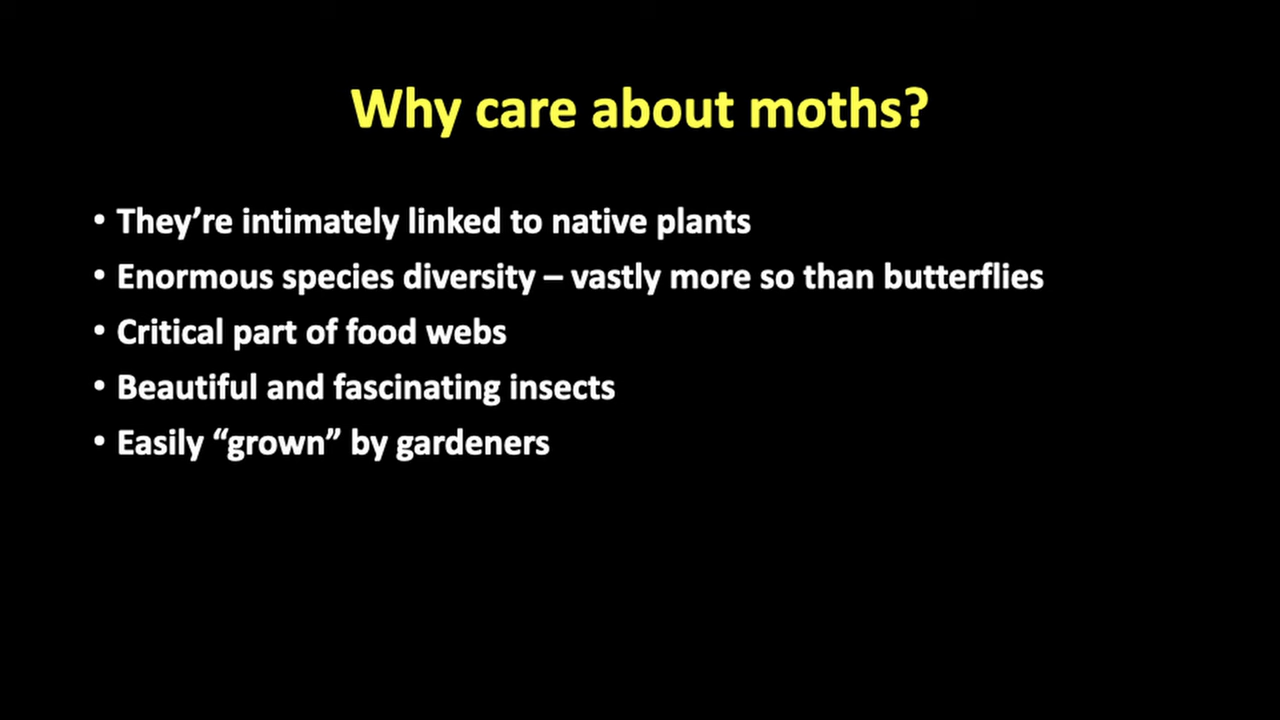 Why care about moths?
• They’re intimately linked to native plants
• Enormous species diversity – vastly more so than butterflies
• Critical part of food webs
• Beautiful and fascinating insects
• Easily “grown” by gardeners